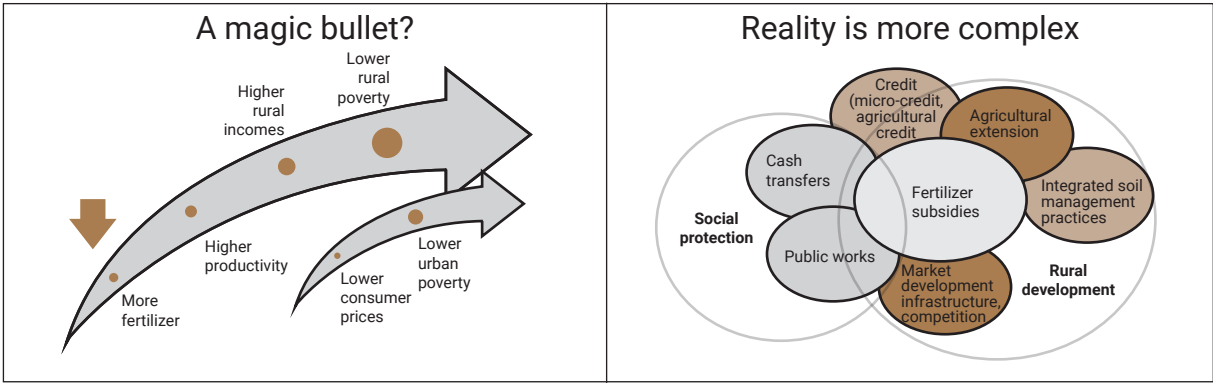 A magic bullet?
Lower
rural
poverty
Higher
rural
incomes
Higher
productivity
More
fertilizer
Lower
urban
poverty
Lower
consumer
prices
Reality is more complex
Credit
(micro-credit,
agricultural
credit
Agricultural
extension
Cash
transfers
Fertilizer
subsidies
Integrated soil
management
practices
Social
protection
Public works
Market
development
infrastructure,
competition
Rural
development